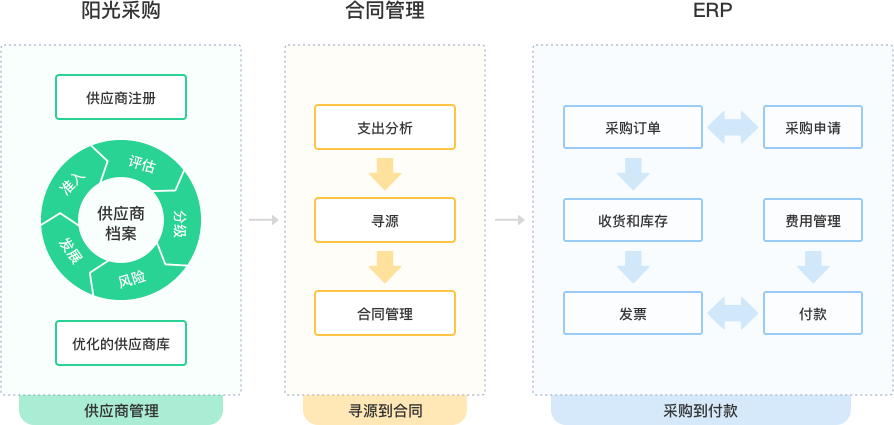 阳光采购
合同管理
ERP
供应商注册
准入
评估
分级
风险
发展
供应商
档案
优化的供应商库
供应商管理
支出分析
寻源
合同管理
寻源到合同
采购订单
采购申请
收货和库存
费用管理
发票
付款
采购到付款